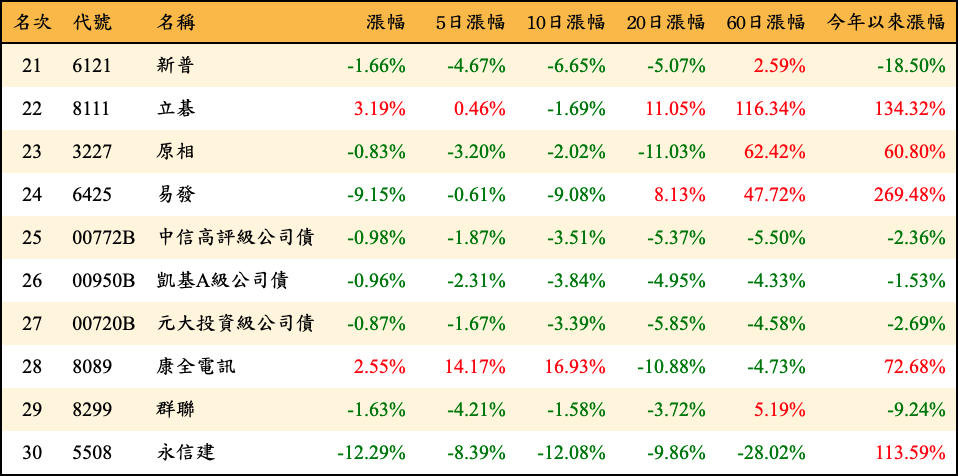 名次 代號 名稱 漲幅 5日漲幅 10日漲幅 20日漲幅 60日漲幅 今年以來漲幅
21 6121 新普 -1.66% -4.67% -6.65% -5.07% 2.59% -18.50%
22 8111 立碁 3.19% 0.46% -1.69% 11.05% 116.34% 134.32%
23 3227 原相 -0.83% -3.20% -2.02% -11.03% 62.42% 60.80%
24 6425 易發 -9.15% -0.61% -9.08% 8.13% 47.72% 269.48%
25 00772B 中信高評級公司債 -0.98% -1.87% -3.51% -5.37% -5.50% -2.36%
26 00950B 凱基A級公司債 -0.96% -2.31% -3.84% -4.95% -4.33% -1.53%
27 00720B 元大投資級公司債 -0.87% -1.67% -3.39% -5.85% -4.58% -2.69%
28 8089 康全電訊 2.55% 14.17% 16.93% -10.88% -4.73% 72.68%
29 8299 群聯 -1.63% -4.21% -1.58% -3.72% 5.19% -9.24%
30 5508 永信建 -12.29% -8.39% -12.08% -9.86% -28.02% 113.59%